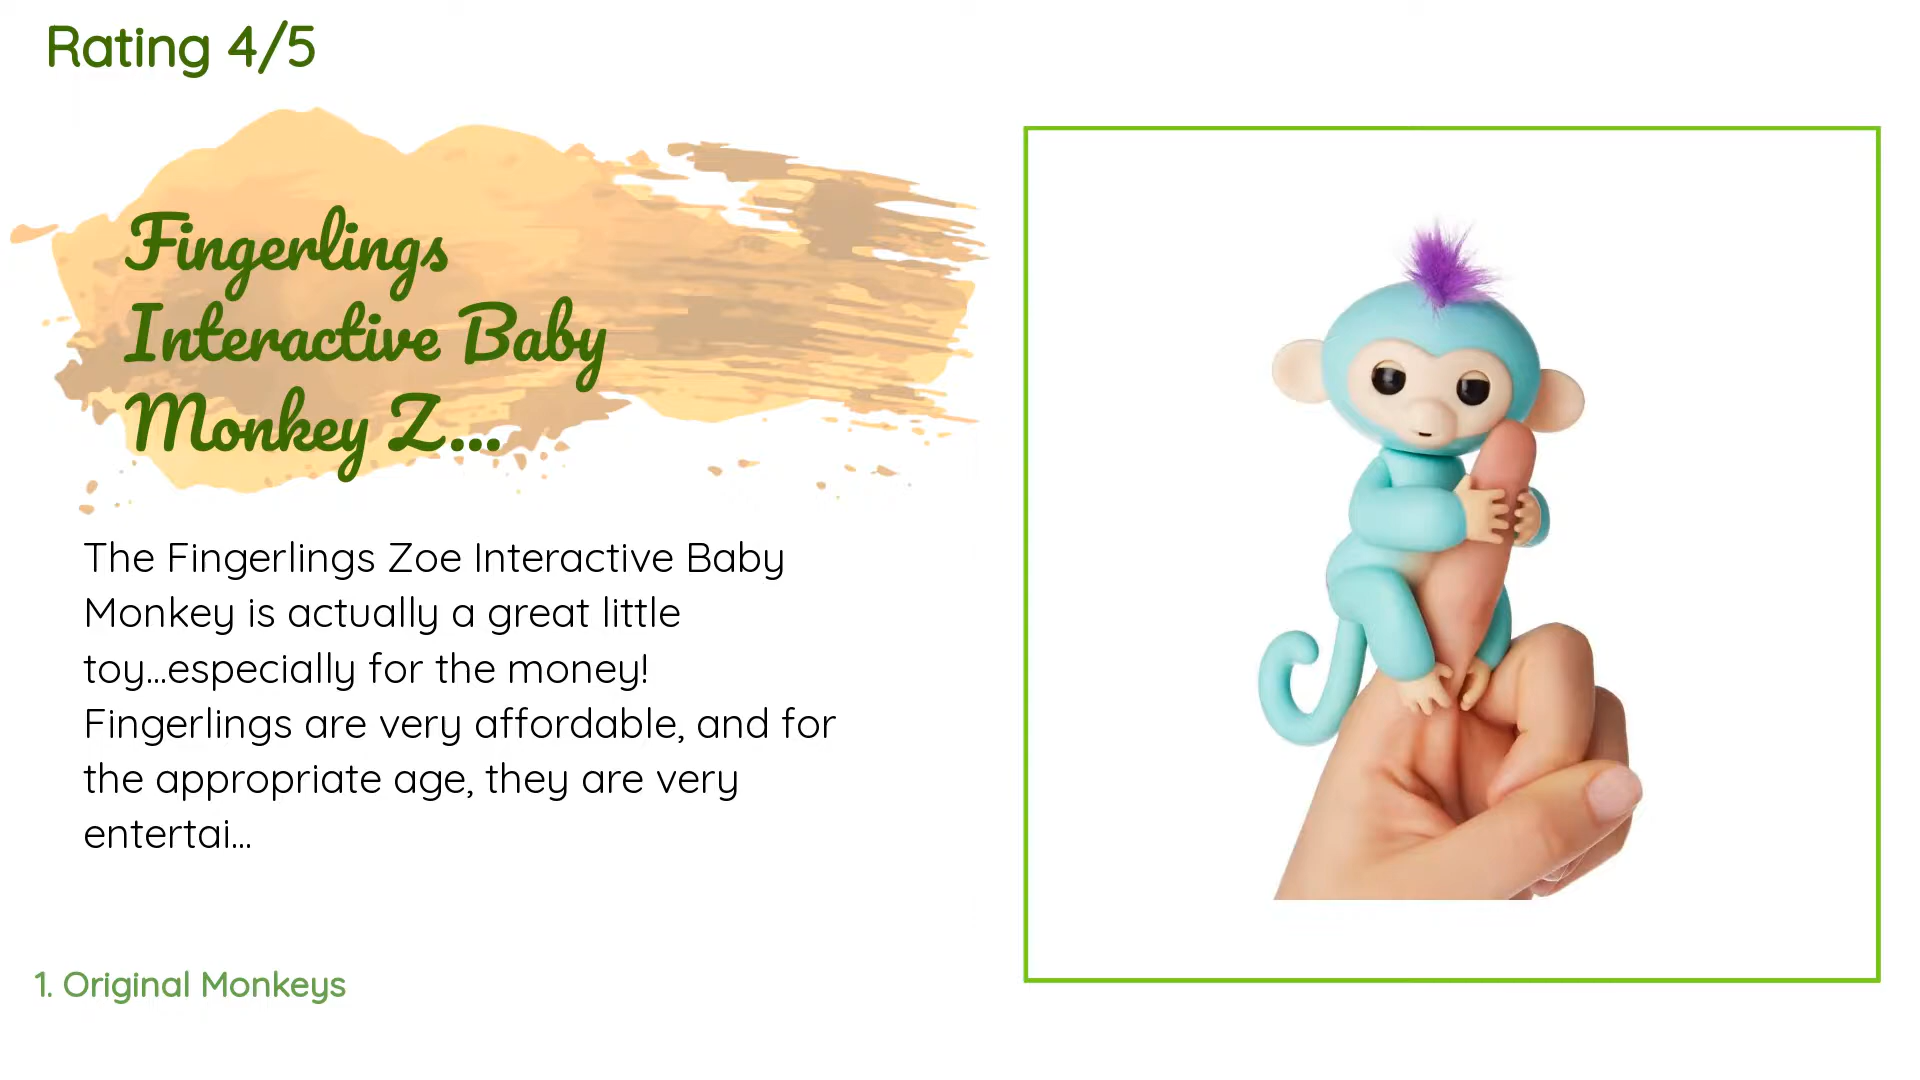 Rating 4/5
Fingerlings
Interactive Baby
Monkey Z...
The Fingerlings Zoe Interactive Baby
Monkey is actually a great little
toy...especially for the money!
Fingerlings are very affordable, and for
the appropriate age, they are very
entertai...
1. Original Monkeys